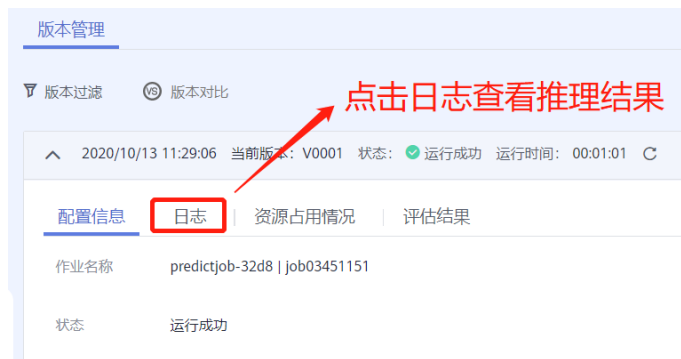 版本管理
版本过滤 VS 版本对比
点击日志查看推理结果
2020/10/13 11:29:06 当前版本：V0001 状态： 运行成功 运行时间： 00:01:01
配置信息 日志 资源占用情况 评估结果
作业名称 predictjob-32d8 | job03451151
状态 运行成功